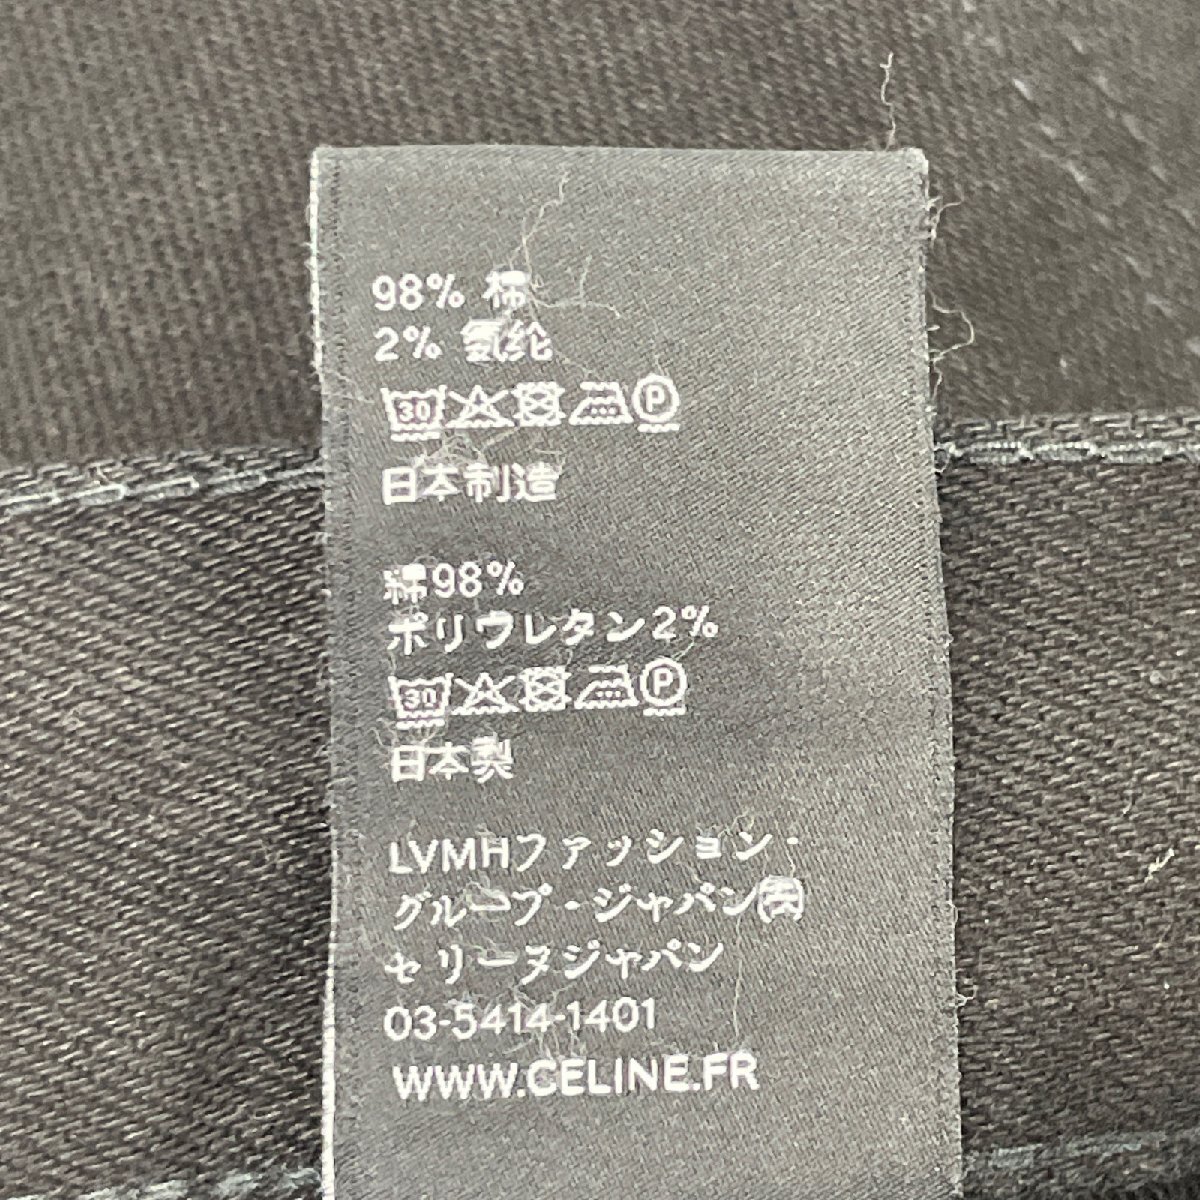 98% 棉
2% 氨纶
30 P
日本制造
綿98%
ポリウレタン2%
30 P
日本製
LVMHファッション・
グループ・ジャパン㈱
セリーヌジャパン
03-5414-1401
WWW.CELINE.FR